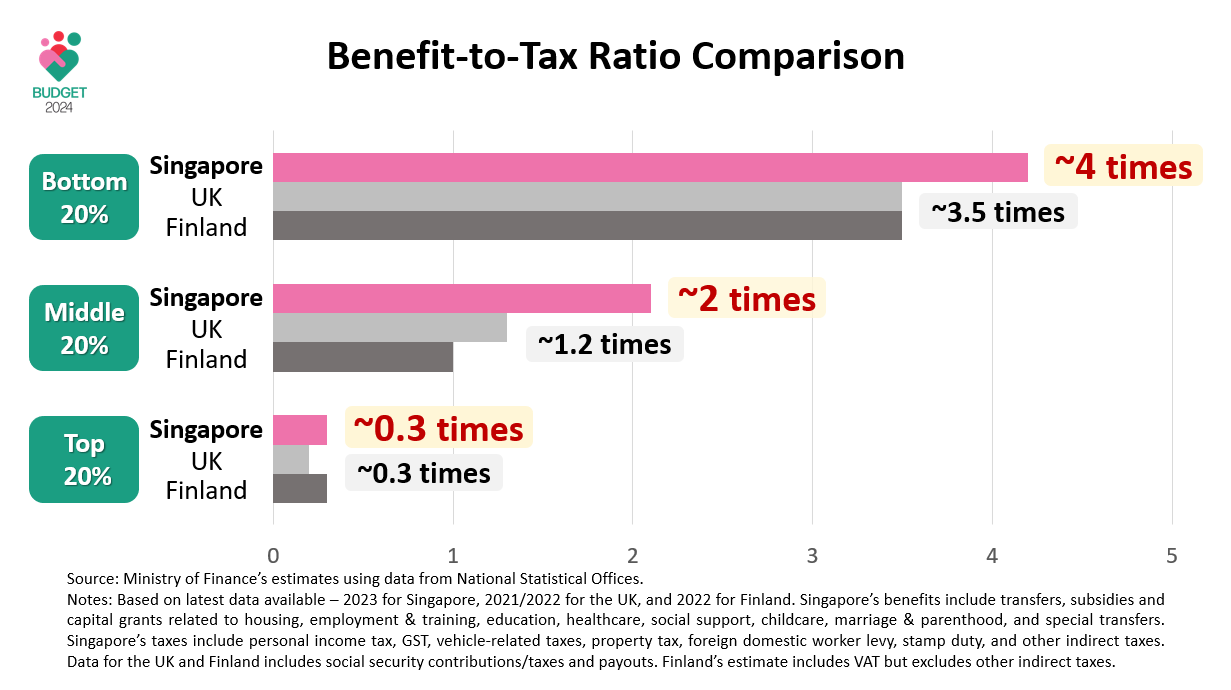 BUDGET
2024
Benefit-to-Tax Ratio Comparison
Bottom
20%
Singapore
UK
Finland
~4 times
~3.5 times
Middle
20%
Singapore
UK
Finland
~2 times
~1.2 times
Top
20%
Singapore
UK
Finland
~0.3 times
~0.3 times
0 1 2 3 4 5
Source: Ministry of Finance’s estimates using data from National Statistical Offices.
Notes: Based on latest data available – 2023 for Singapore, 2021/2022 for the UK, and 2022 for Finland. Singapore’s benefits include transfers, subsidies and
capital grants related to housing, employment & training, education, healthcare, social support, childcare, marriage & parenthood, and special transfers.
Singapore’s taxes include personal income tax, GST, vehicle-related taxes, property tax, foreign domestic worker levy, stamp duty, and other indirect taxes.
Data for the UK and Finland includes social security contributions/taxes and payouts. Finland’s estimate includes VAT but excludes other indirect taxes.